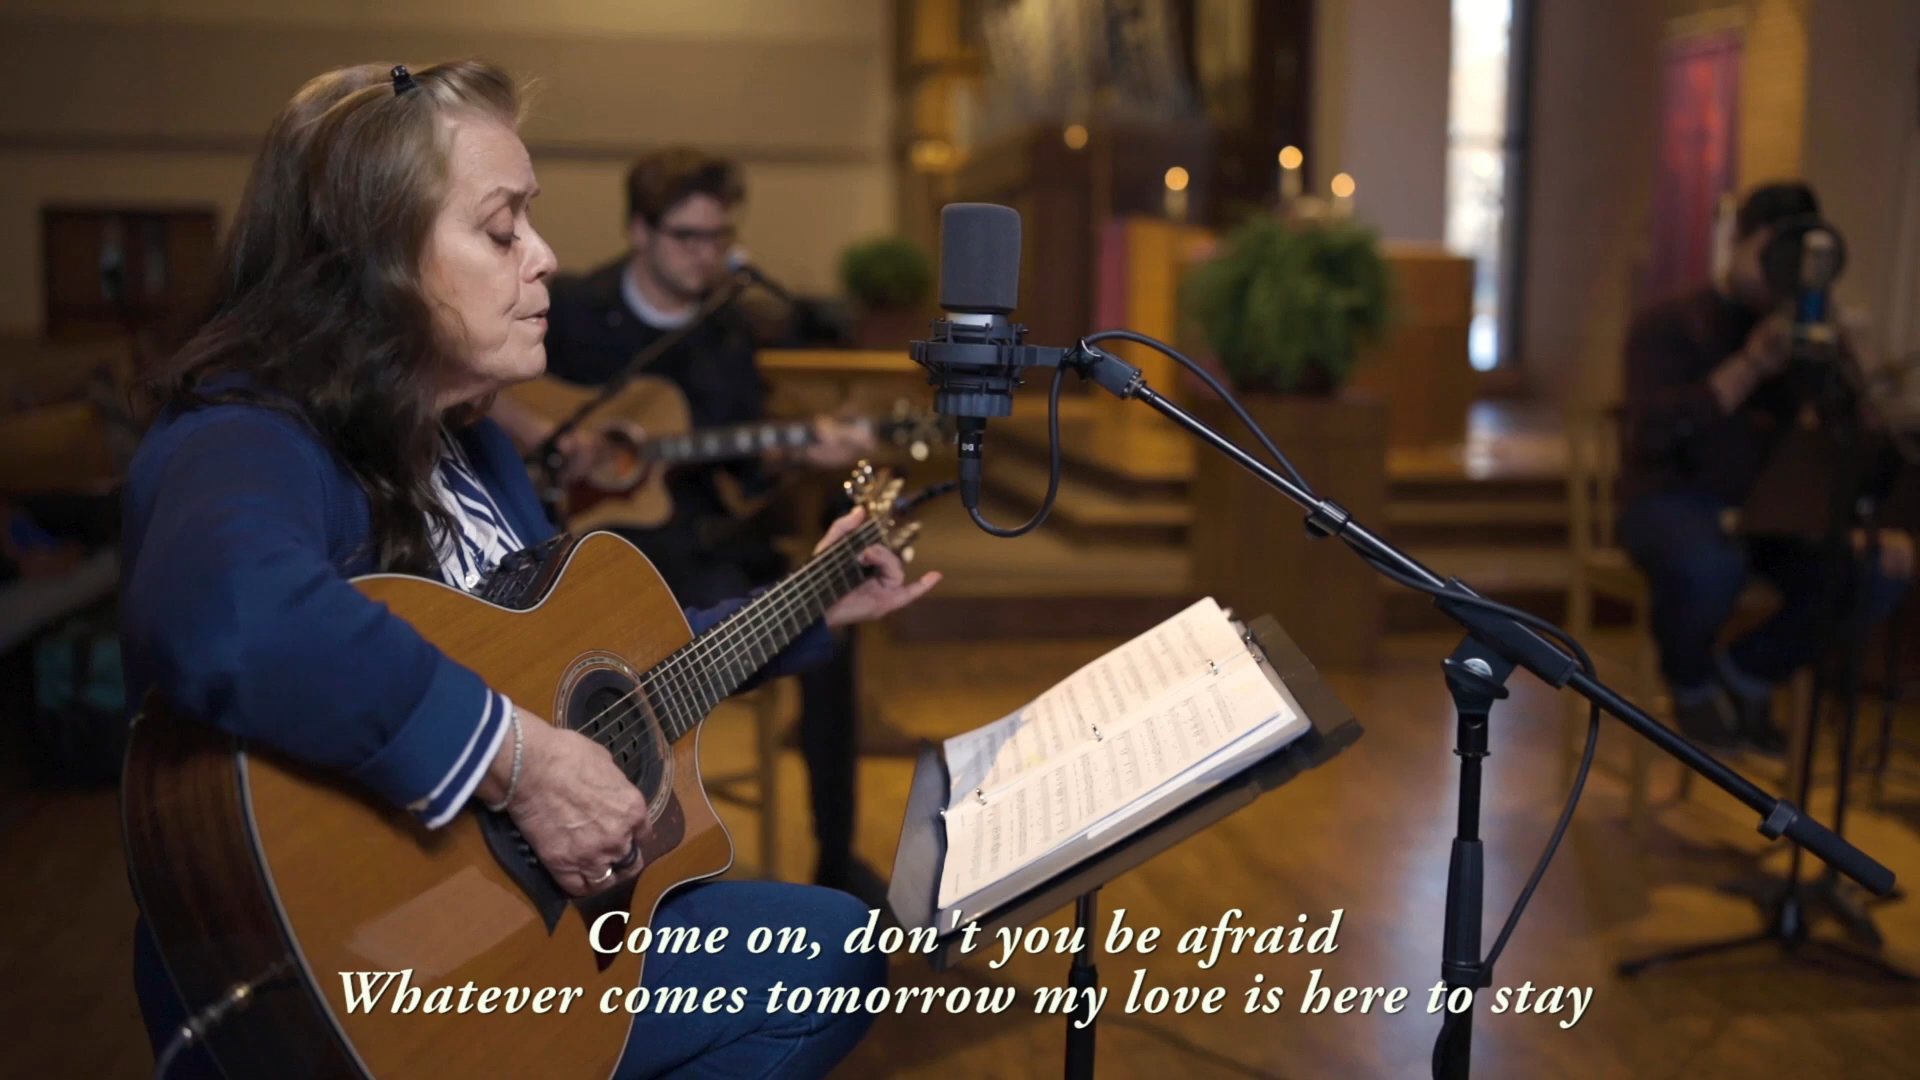 Come on, don't you be afraid
Whatever comes tomorrow my love is here to stay